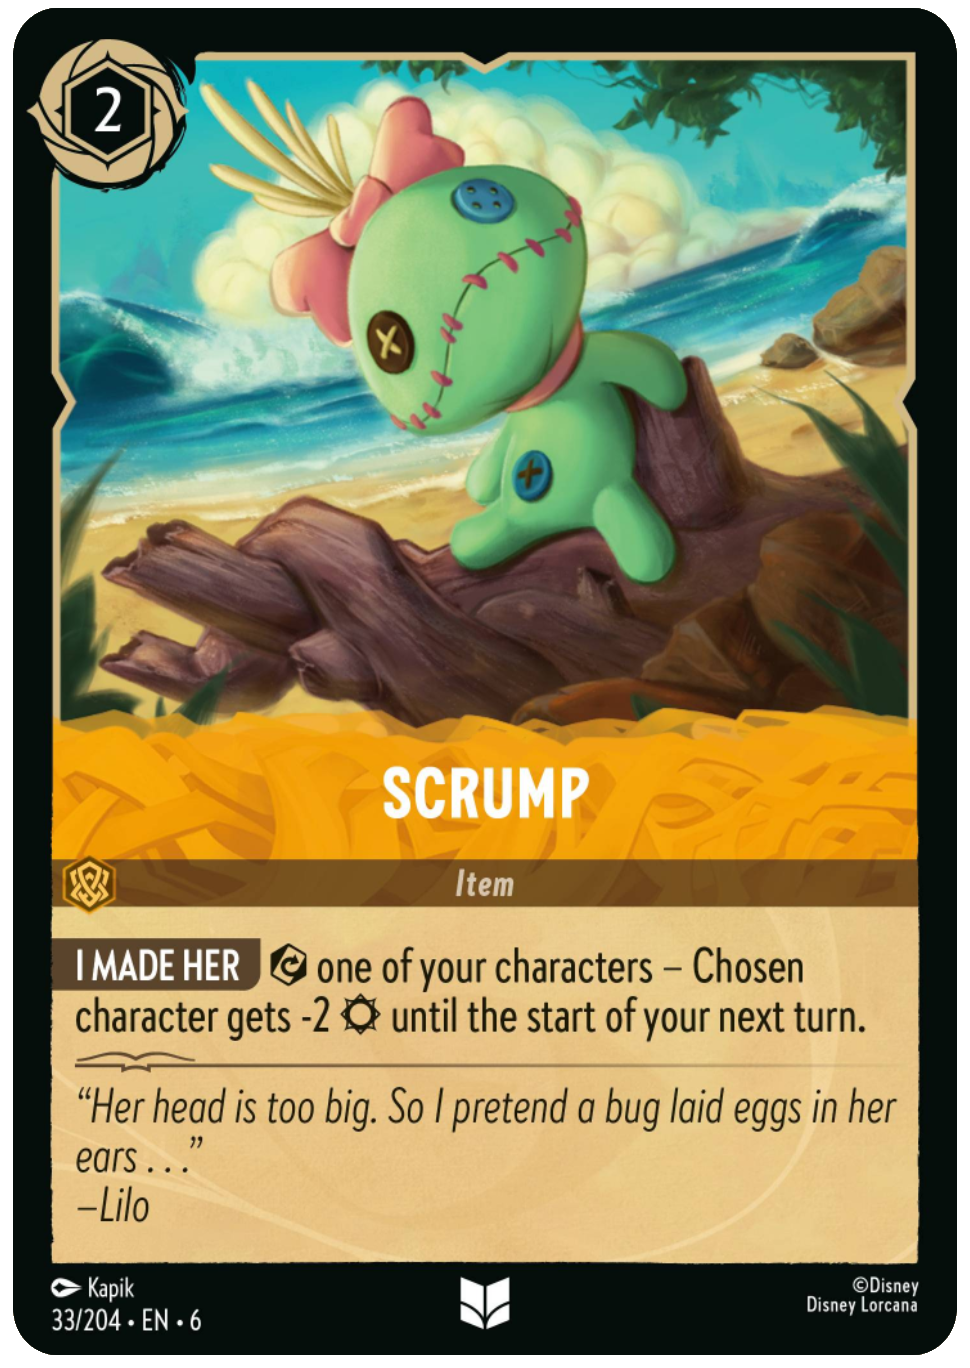 2
SCRUMP
Item
I MADE HER one of your characters – Chosen
character gets -2 until the start of your next turn.
“Her head is too big. So I pretend a bug laid eggs in her
ears . . .”
–Lilo
Kapik
33/204 • EN • 6
©Disney
Disney Lorcana